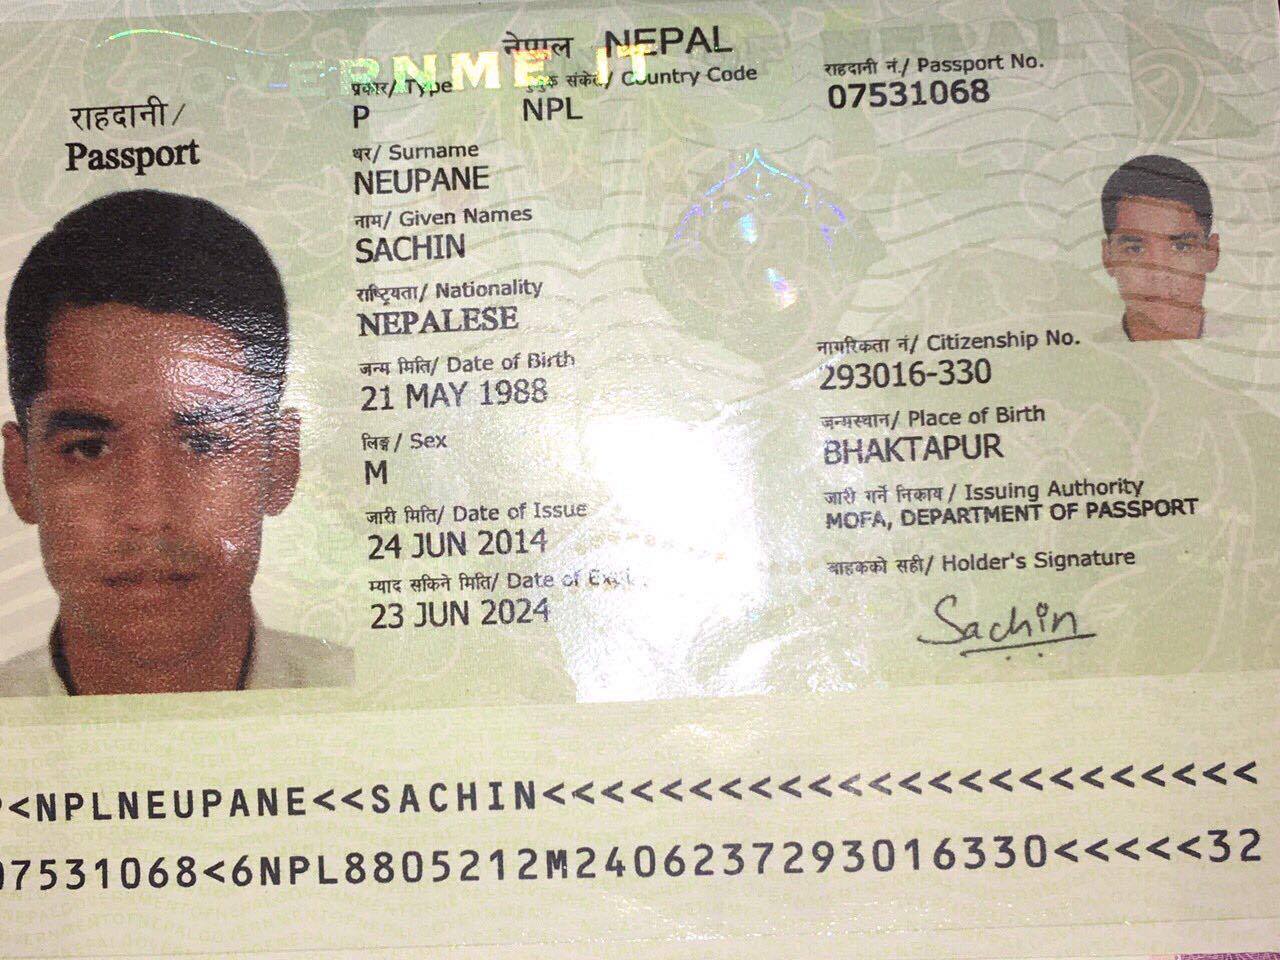 नेपाल NEPAL
राहदानी/
Passport
प्रकार/ Type
P
संकेत/ Country Code
NPL
राहदानी नं./ Passport No.
07531068
थर/ Surname
NEUPANE
नाम/ Given Names
SACHIN
राष्ट्रियता/ Nationality
NEPALESE
जन्म मिति/ Date of Birth
21 MAY 1988
लिङ्ग / Sex
M
जारी मिति/ Date of Issue
24 JUN 2014
म्याद सकिने मिति/ Date of
23 JUN 2024
नागरिकता नं/ Citizenship No.
293016-330
जन्मस्थान/ Place of Birth
BHAKTAPUR
जारी गर्ने निकाय / Issuing Authority
MOFA, DEPARTMENT OF PASSPORT
बाहकको सही/ Holder's Signature
Sachin
<NPLNEUPANE<<SACHIN<<<<<<<<<<<<<<<<<<<<<<<<<
07531068<6NPL8805212M2406237293016330<<<<<32